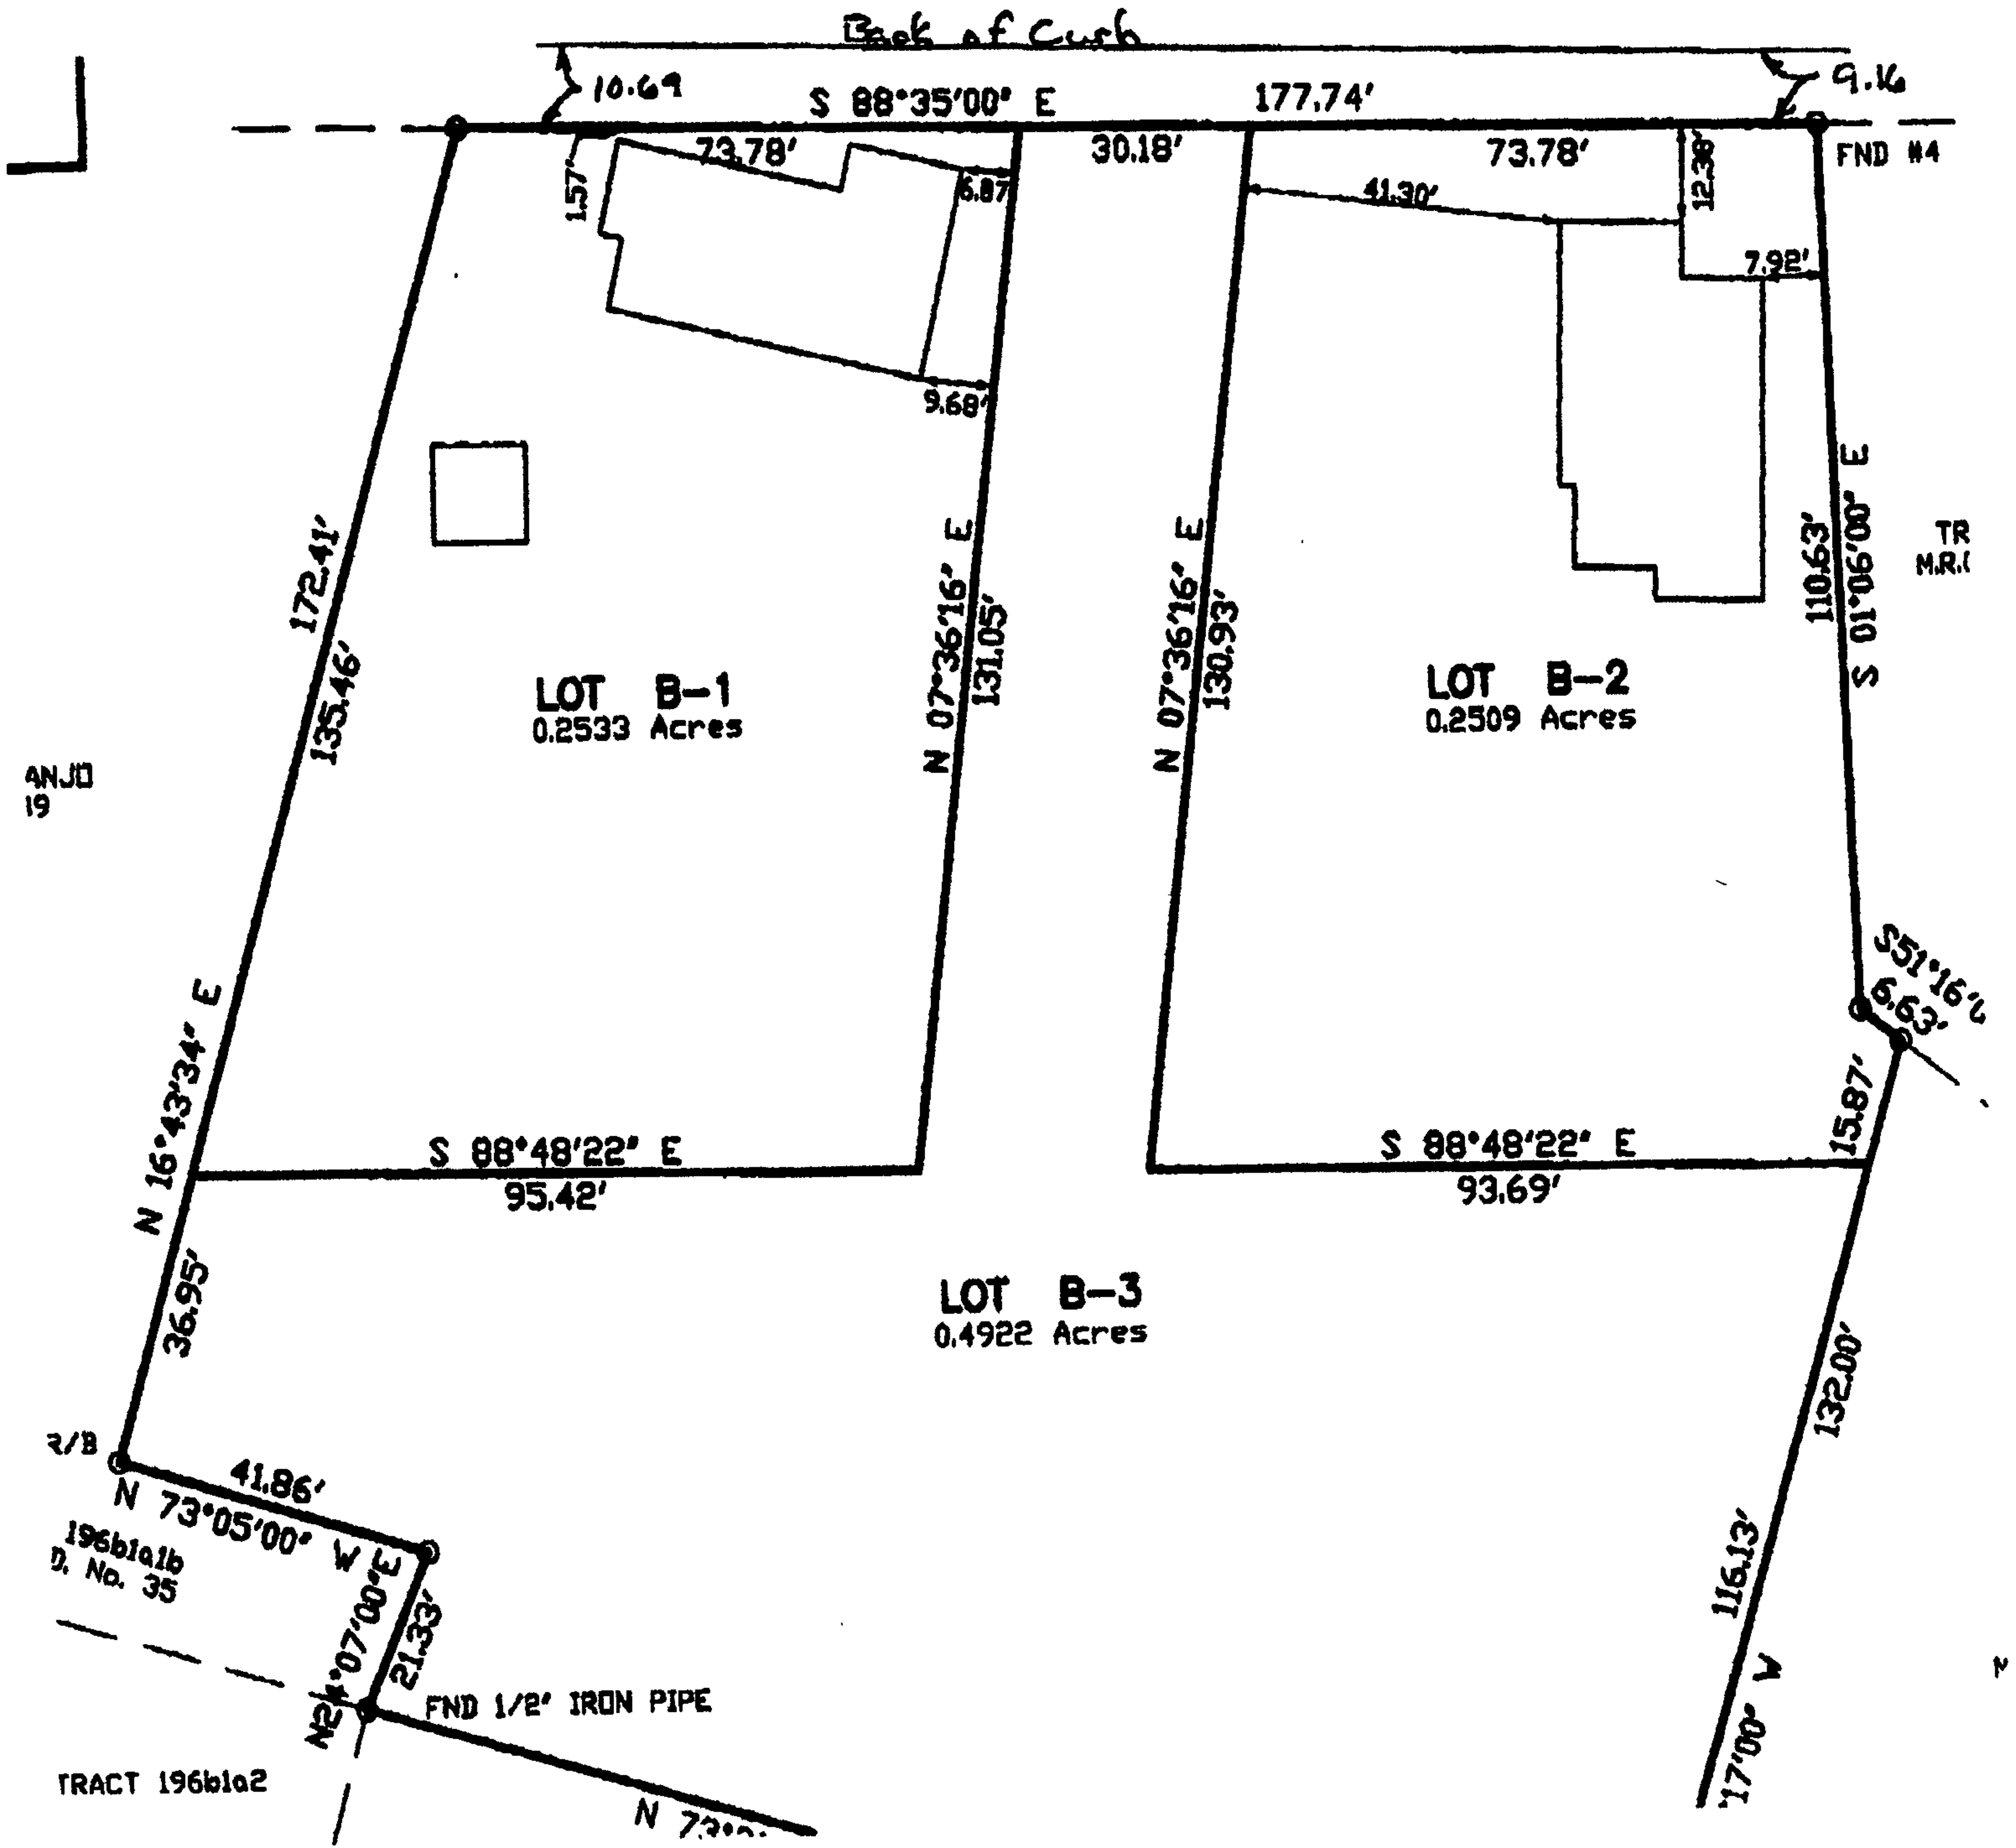 Back of Curb
10.69
9.16
S 88°35'00" E
177.74'
73.78'
30.18'
73.78'
FND #4
1.57'
6.87
41.30'
12.38'
7.92'
9.68'
172.41'
135.46'
N 07°36'16" E
131.05'
N 07°36'16" E
130.93'
110.63'
S 01°06'00" E
TR
M.R.(
LOT B-1
0.2533 Acres
LOT B-2
0.2509 Acres
ANJO
19
S51°16'
6.63'
N 16°43'34" E
15.87'
S 88°48'22" E
95.42'
S 88°48'22" E
93.69'
36.95'
LOT B-3
0.4922 Acres
132.00'
R/B
41.86'
N 73°05'00" W
196b1a1b
D. No. 35
N24°07'00"E
21.33'
116.13'
FND 1/2" IRON PIPE
17'00" W
TRACT 196b1a2
N